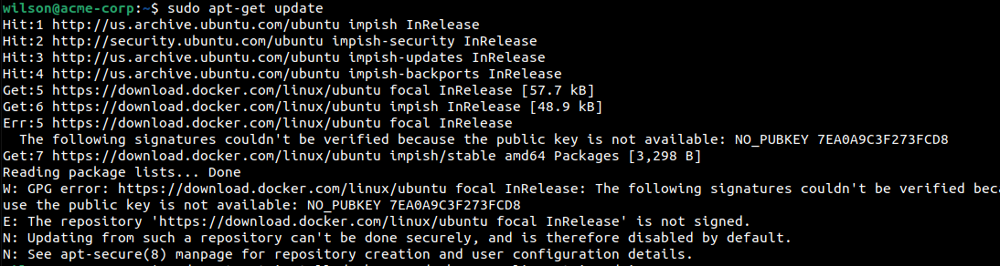 wilson@acme-corp:~$ sudo apt-get update
Hit:1 http://us.archive.ubuntu.com/ubuntu impish InRelease
Hit:2 http://security.ubuntu.com/ubuntu impish-security InRelease
Hit:3 http://us.archive.ubuntu.com/ubuntu impish-updates InRelease
Hit:4 http://us.archive.ubuntu.com/ubuntu impish-backports InRelease
Get:5 https://download.docker.com/linux/ubuntu focal InRelease [57.7 kB]
Get:6 https://download.docker.com/linux/ubuntu impish InRelease [48.9 kB]
Err:5 https://download.docker.com/linux/ubuntu focal InRelease
  The following signatures couldn't be verified because the public key is not available: NO_PUBKEY 7EA0A9C3F273FCD8
Get:7 https://download.docker.com/linux/ubuntu impish/stable amd64 Packages [3,298 B]
Reading package lists... Done
W: GPG error: https://download.docker.com/linux/ubuntu focal InRelease: The following signatures couldn't be verified beca
use the public key is not available: NO_PUBKEY 7EA0A9C3F273FCD8
E: The repository 'https://download.docker.com/linux/ubuntu focal InRelease' is not signed.
N: Updating from such a repository can't be done securely, and is therefore disabled by default.
N: See apt-secure(8) manpage for repository creation and user configuration details.